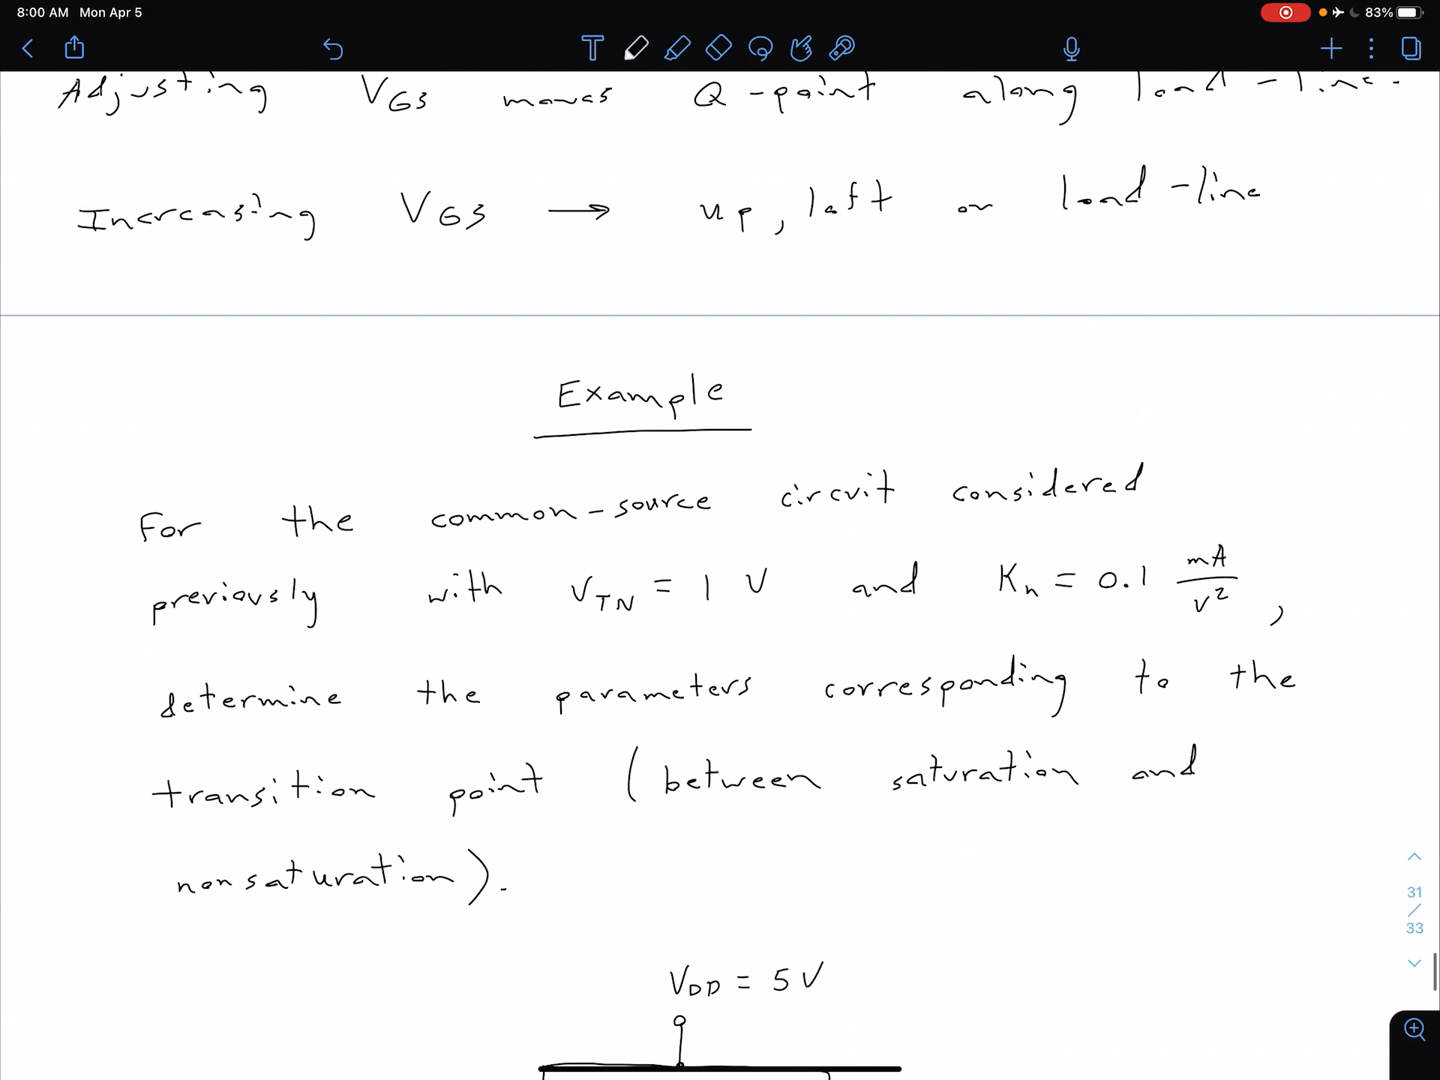 8:00 AM Mon Apr 5
83%
Adjusting VGS moves Q-point along load-line.
Increasing VGS → up, left on load-line
Example
For the common-source circuit considered
previously with VTN = 1 V and Kn = 0.1 mA/V²,
determine the parameters corresponding to the
transition point (between saturation and
nonsaturation).
31
/
33
VDD = 5 V